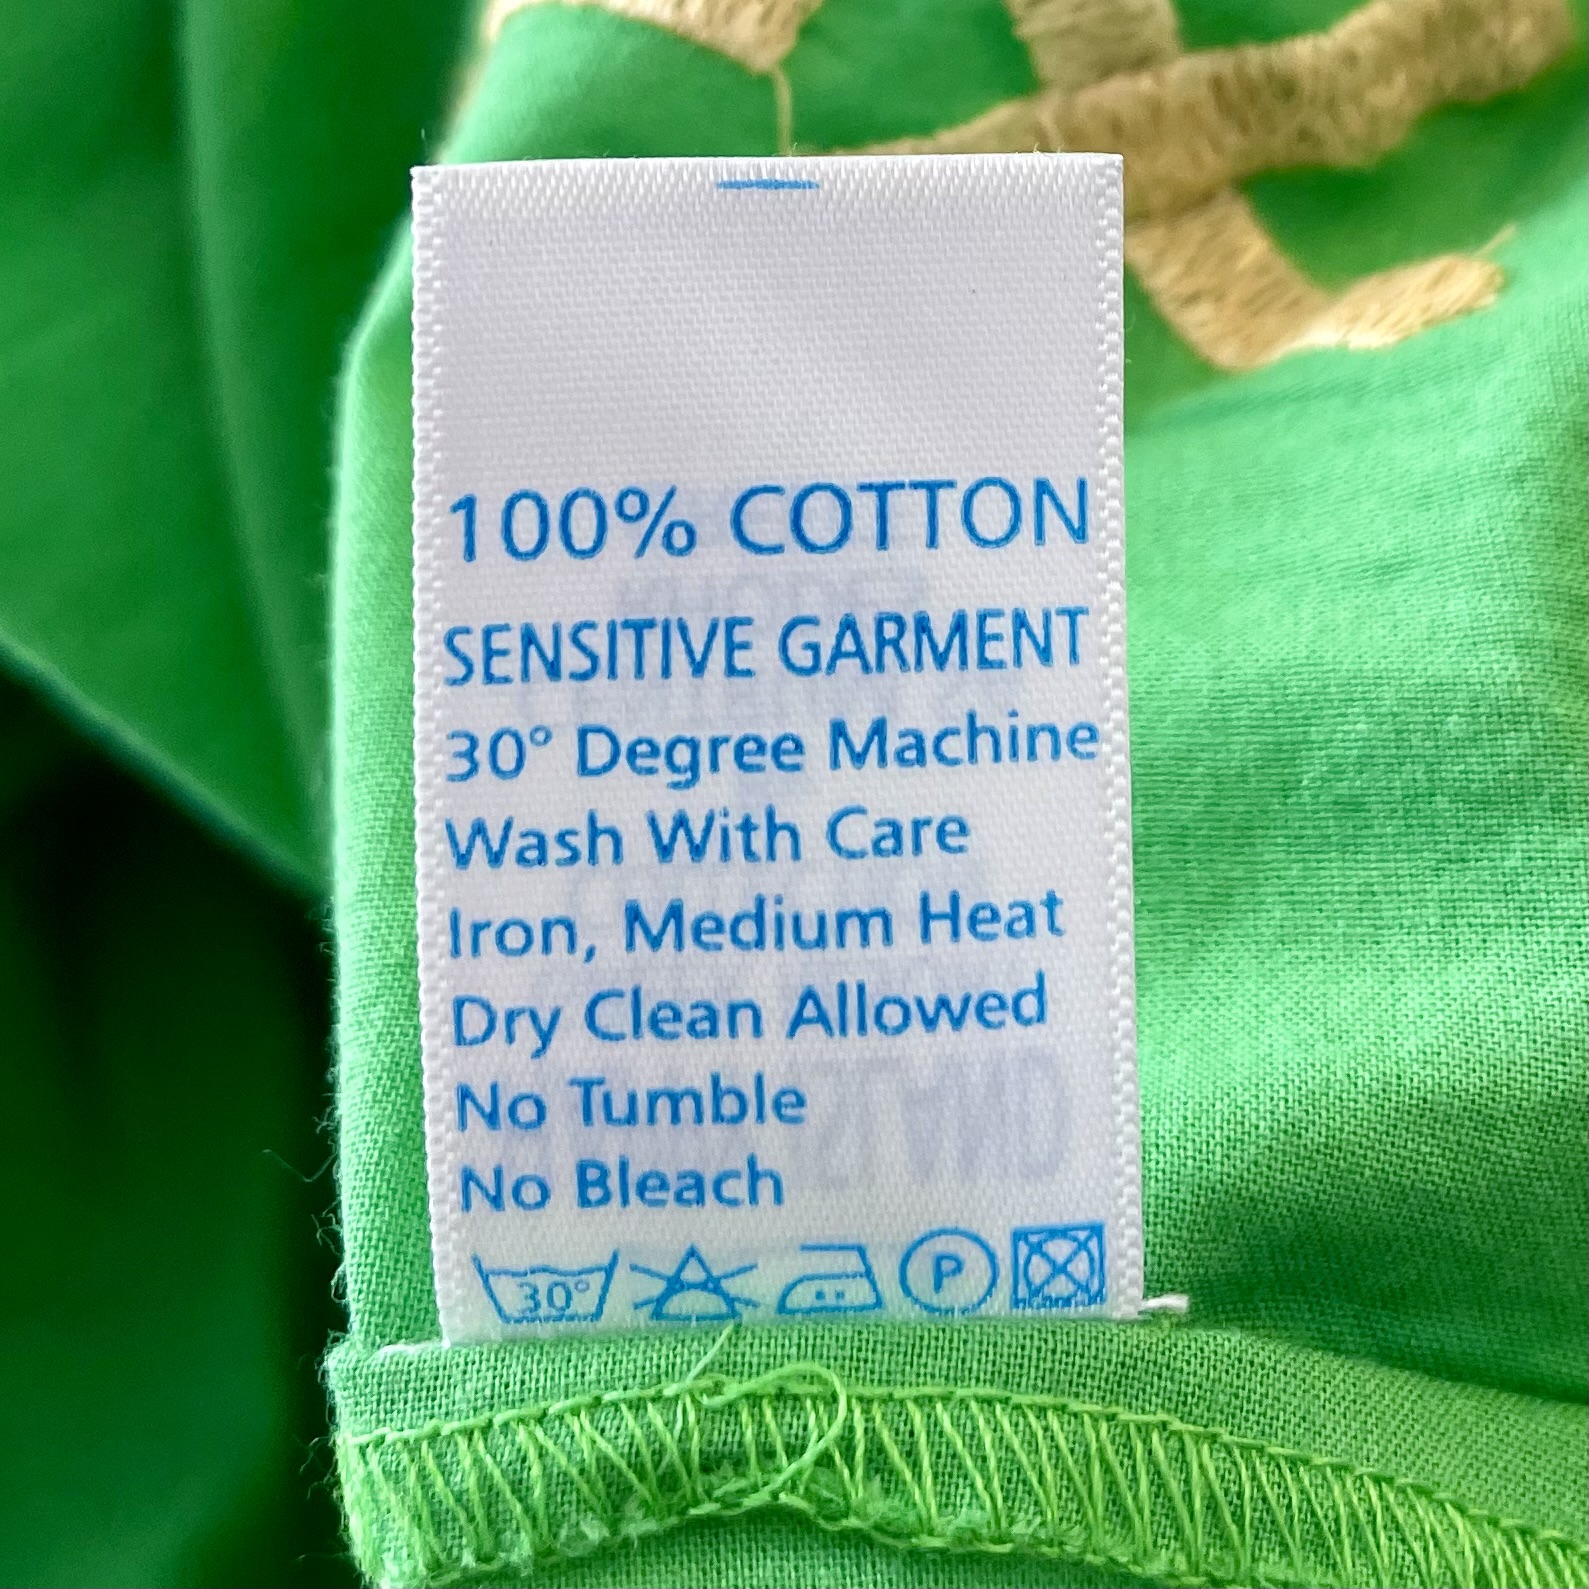 100% COTTON
SENSITIVE GARMENT
30° Degree Machine
Wash With Care
Iron, Medium Heat
Dry Clean Allowed
No Tumble
No Bleach
30° P